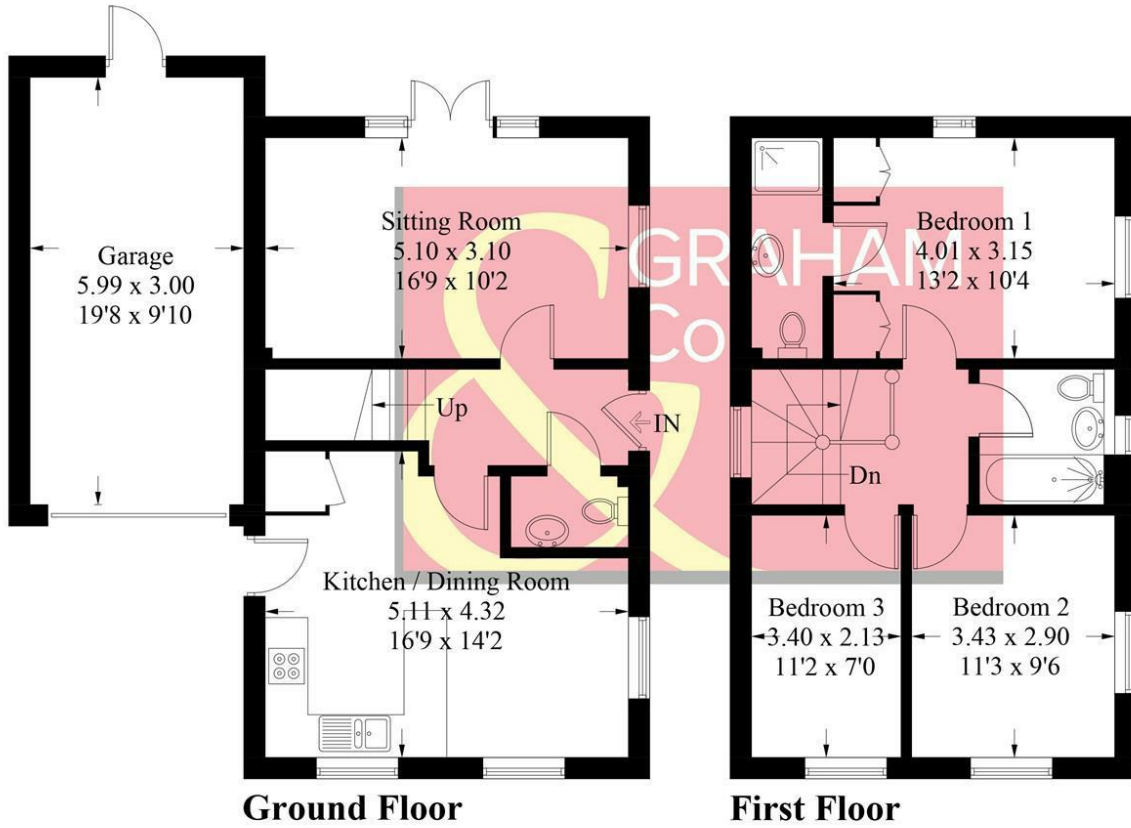 Garage
5.99 x 3.00
19'8 x 9'10
Sitting Room
5.10 x 3.10
16'9 x 10'2
Up
IN
Kitchen / Dining Room
5.11 x 4.32
16'9 x 14'2
Ground Floor
& GRAHAM
Co
Bedroom 1
4.01 x 3.15
13'2 x 10'4
Dn
Bedroom 3
3.40 x 2.13
11'2 x 7'0
Bedroom 2
3.43 x 2.90
11'3 x 9'6
First Floor